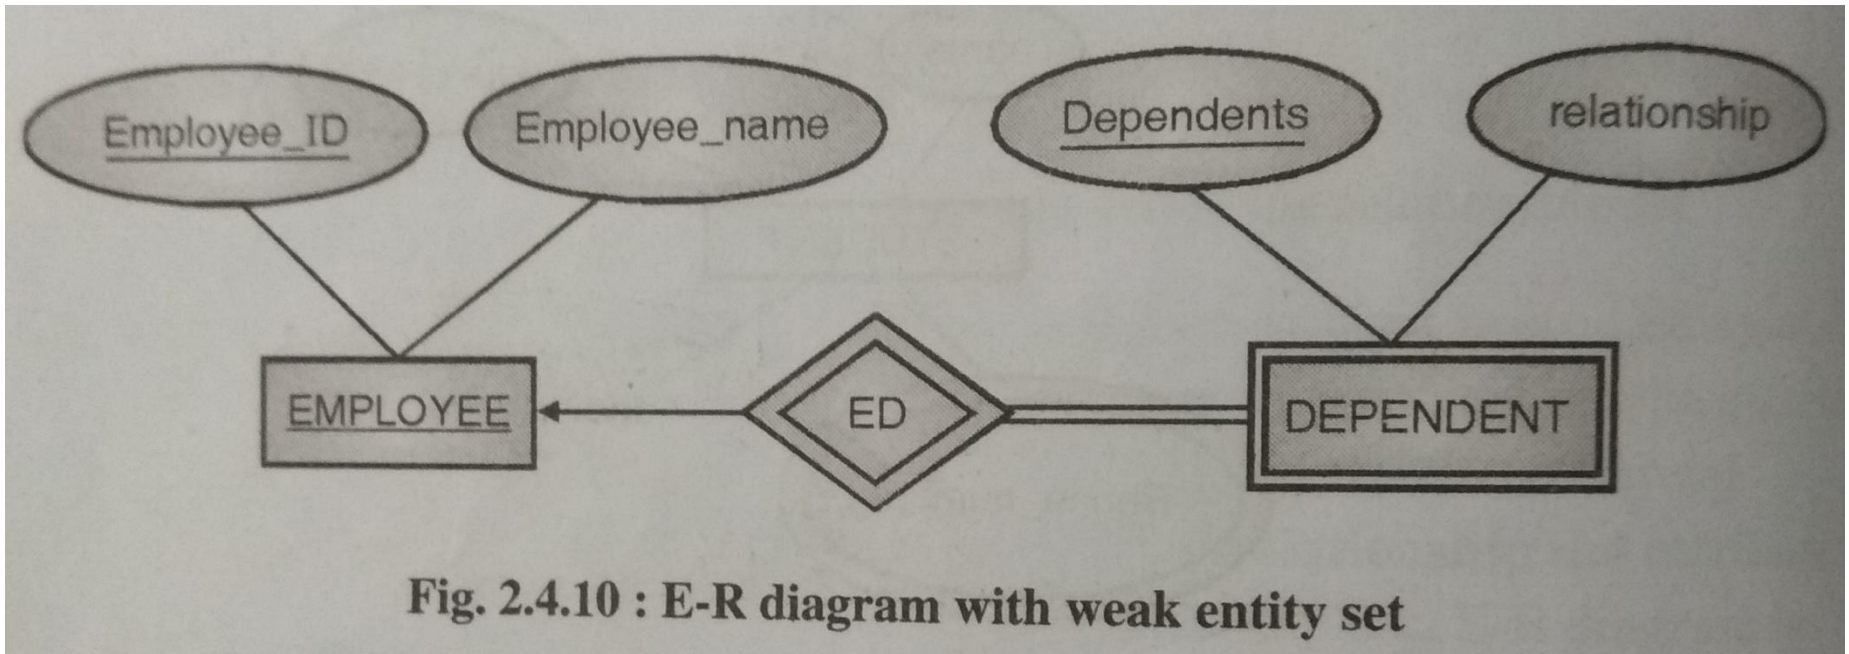 Employee_ID
Employee_name
Dependents
relationship
EMPLOYEE
ED
DEPENDENT
Fig. 2.4.10 : E-R diagram with weak entity set